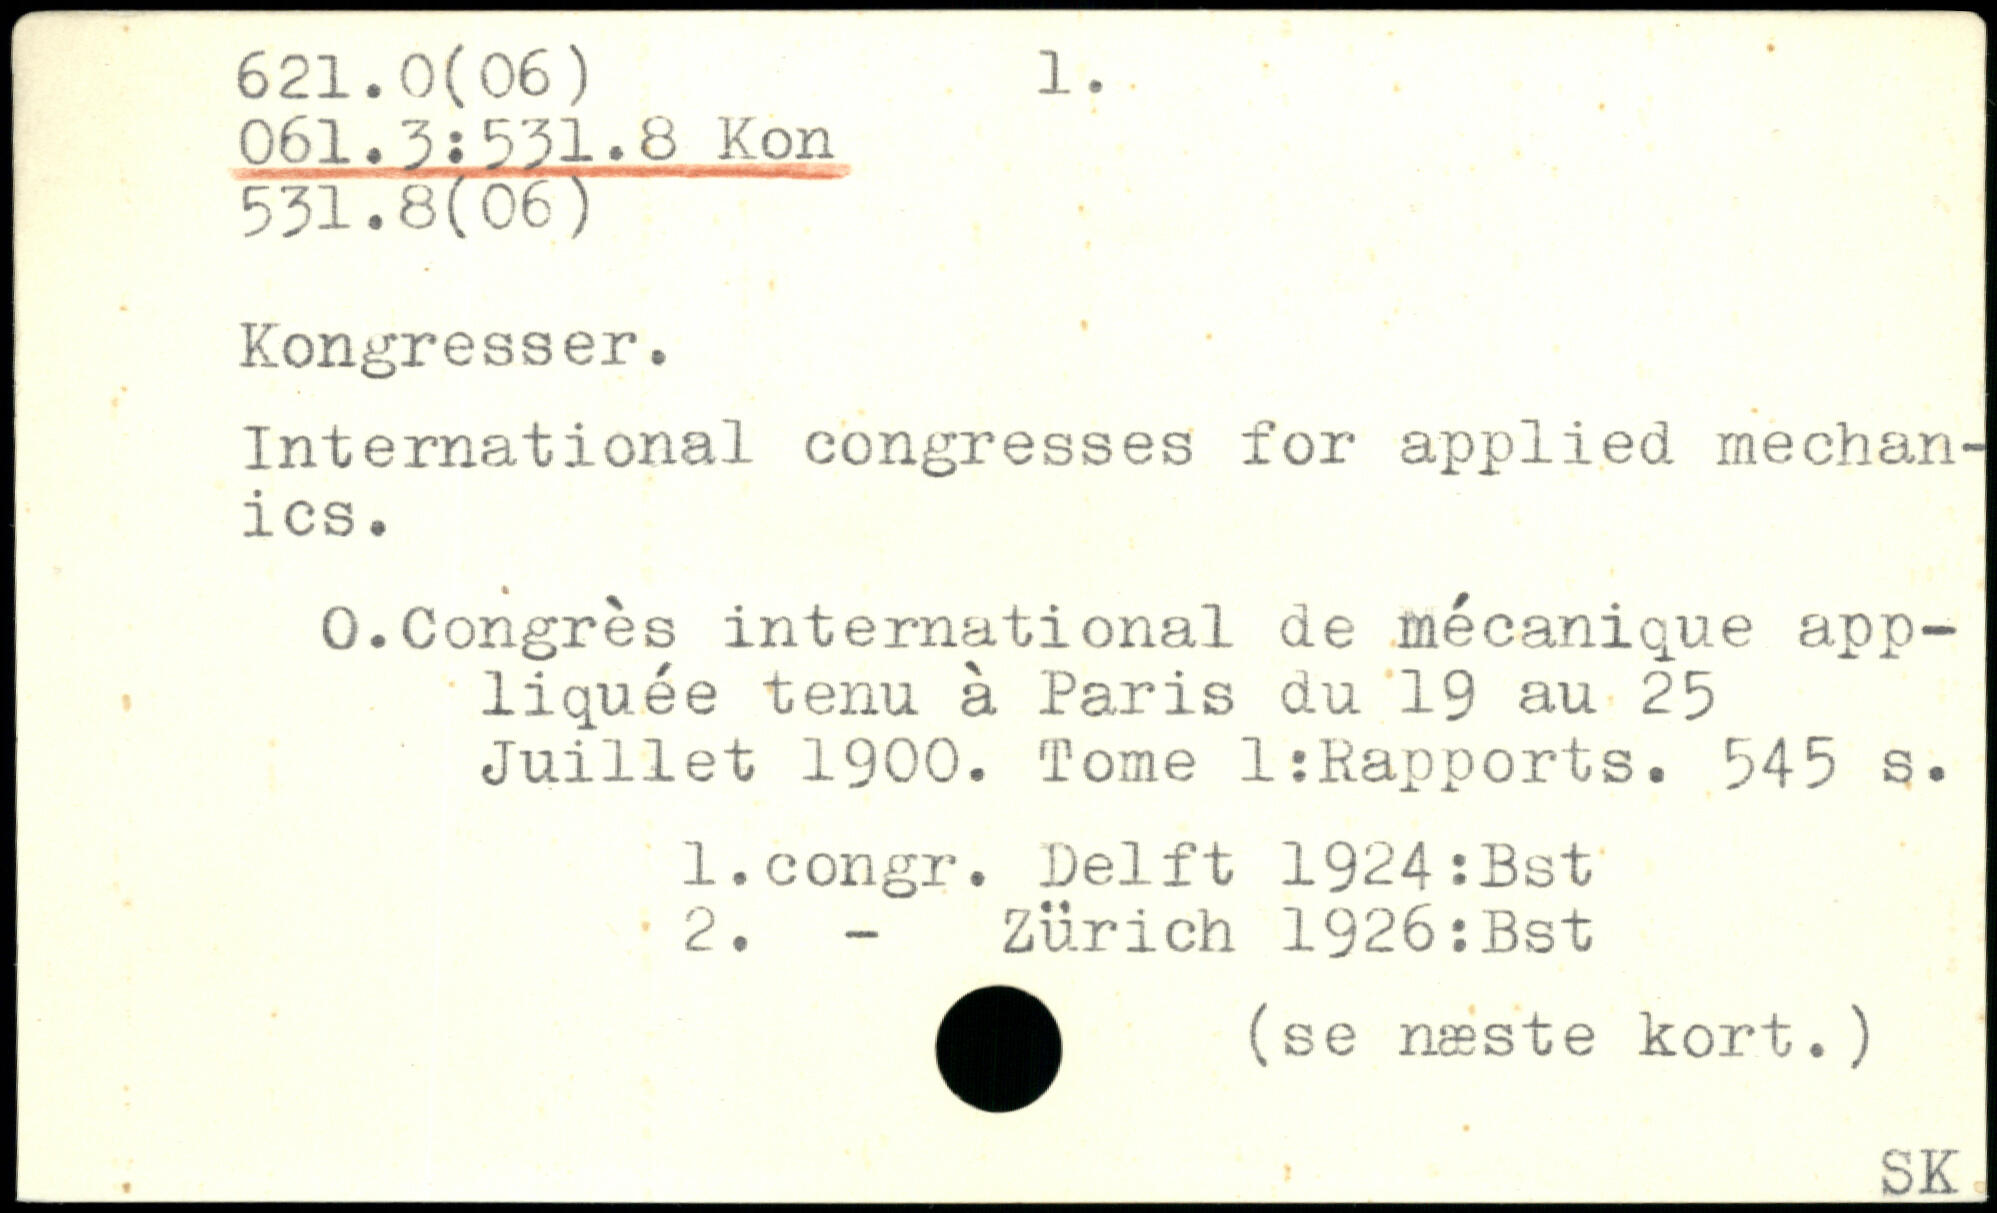 621.0(06) 1.
061.3:531.8 Kon
531.8(06)
Kongresser.
International congresses for applied mechan-
ics.
0.Congrès international de mécanique app-
liquée tenu à Paris du 19 au 25
Juillet 1900. Tome 1:Rapports. 545 s.
1.congr. Delft 1924:Bst
2. - Zürich 1926:Bst
(se næste kort.)
SK